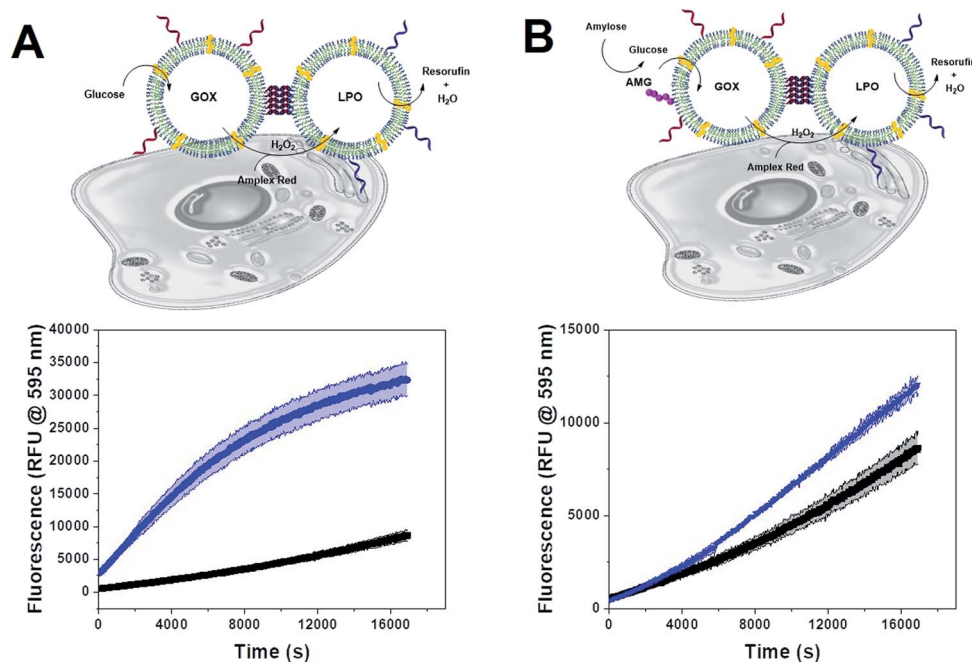 A
Glucose
GOX
LPO
Resorufin
+
H₂O
H₂O₂
Amplex Red
B
Amylose
Glucose
AMG
GOX
LPO
Resorufin
+
H₂O
H₂O₂
Amplex Red
Fluorescence (RFU @ 595 nm)
40000
35000
30000
25000
20000
15000
10000
5000
0
0 4000 8000 12000 16000
Time (s)
Fluorescence (RFU @ 595 nm)
15000
10000
5000
0
0 4000 8000 12000 16000
Time (s)